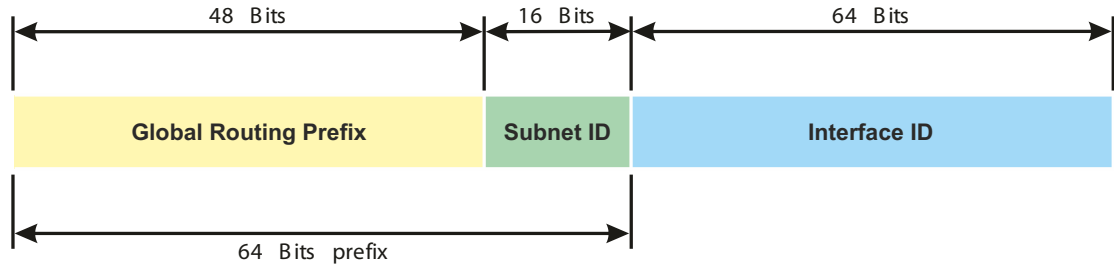 48 Bits
16 Bits
64 Bits
Global Routing Prefix
Subnet ID
Interface ID
64 Bits prefix